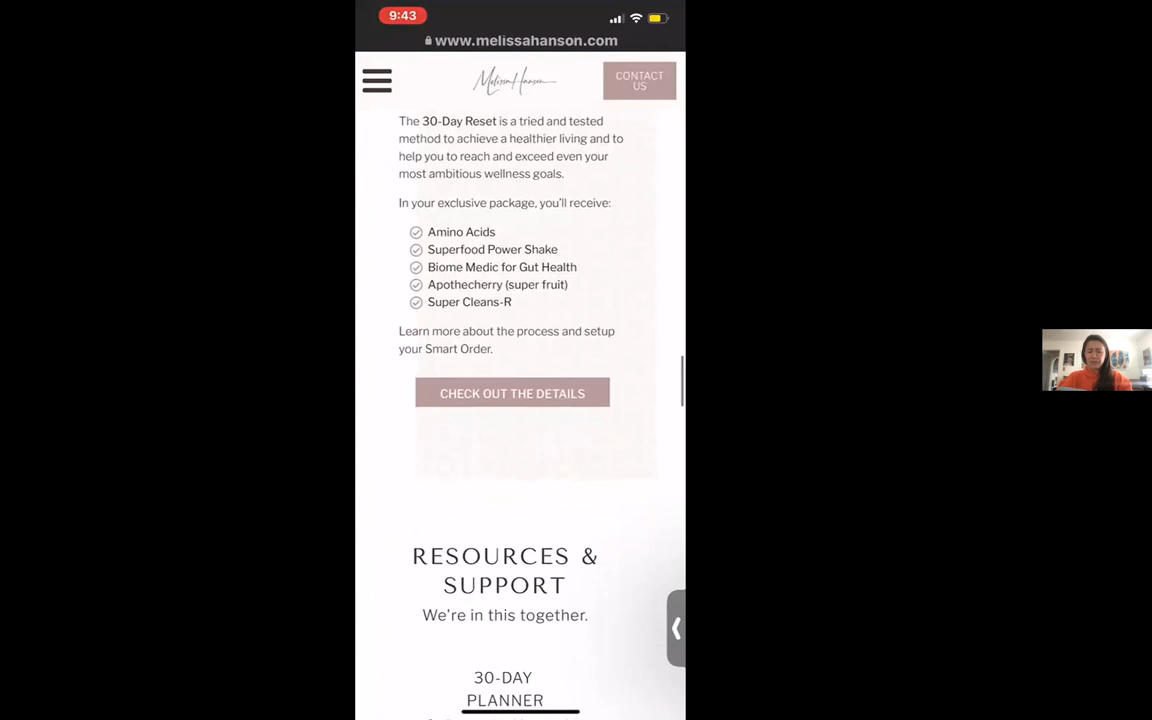 9:43
www.melissahanson.com
Melissa Hanson
CONTACT
US
The 30-Day Reset is a tried and tested
method to achieve a healthier living and to
help you to reach and exceed even your
most ambitious wellness goals.
In your exclusive package, you'll receive:
Amino Acids
Superfood Power Shake
Biome Medic for Gut Health
Apothecherry (super fruit)
Super Cleans-R
Learn more about the process and setup
your Smart Order.
CHECK OUT THE DETAILS
RESOURCES &
SUPPORT
We're in this together.
30-DAY
PLANNER